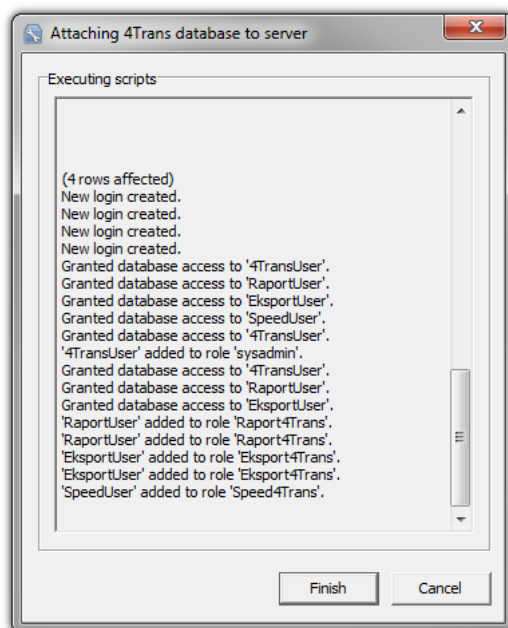 Attaching 4Trans database to server
Executing scripts
(4 rows affected)
New login created.
New login created.
New login created.
New login created.
Granted database access to '4TransUser'.
Granted database access to 'RaportUser'.
Granted database access to 'EksportUser'.
Granted database access to 'SpeedUser'.
Granted database access to '4TransUser'.
'4TransUser' added to role 'sysadmin'.
Granted database access to '4TransUser'.
Granted database access to 'RaportUser'.
Granted database access to 'EksportUser'.
'RaportUser' added to role 'Raport4Trans'.
'RaportUser' added to role 'Raport4Trans'.
'EksportUser' added to role 'Eksport4Trans'.
'EksportUser' added to role 'Eksport4Trans'.
'SpeedUser' added to role 'Speed4Trans'.
Finish
Cancel